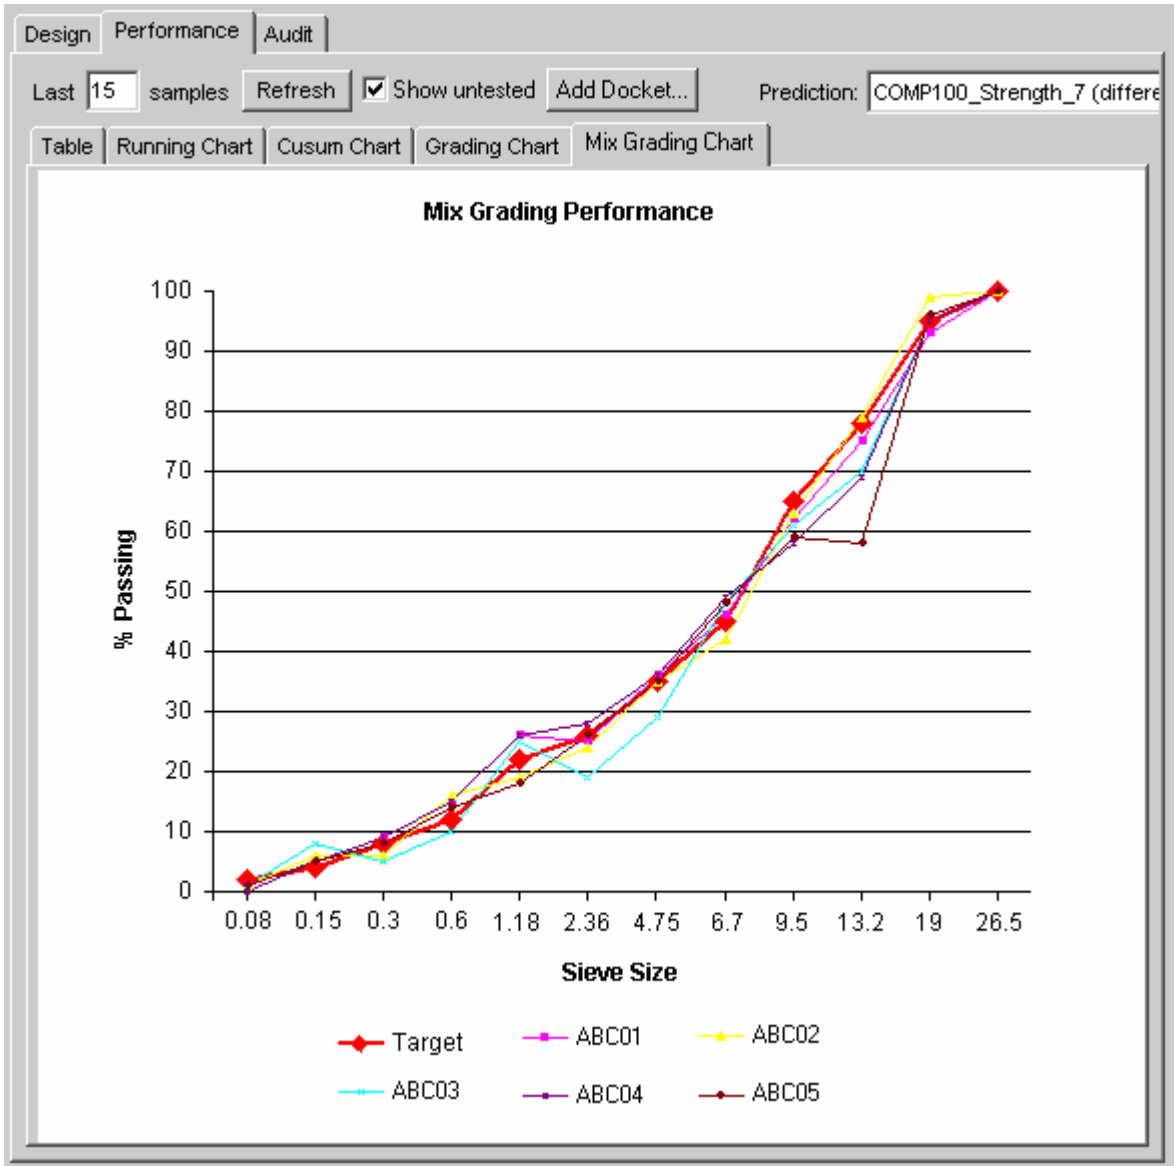 Design Performance Audit
Last 15 samples Refresh Show untested Add Docket... Prediction: COMP100_Strength_7 (differe
Table Running Chart Cusum Chart Grading Chart Mix Grading Chart
Mix Grading Performance
100
90
80
70
60
50
40
30
20
10
0
% Passing
0.08 0.15 0.3 0.6 1.18 2.36 4.75 6.7 9.5 13.2 19 26.5
Sieve Size
Target ABC01 ABC02
ABC03 ABC04 ABC05